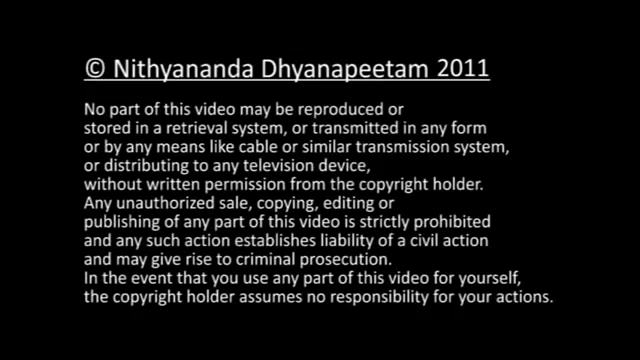 © Nithyananda Dhyanapeetam 2011
No part of this video may be reproduced or
stored in a retrieval system, or transmitted in any form
or by any means like cable or similar transmission system,
or distributing to any television device,
without written permission from the copyright holder.
Any unauthorized sale, copying, editing or
publishing of any part of this video is strictly prohibited
and any such action establishes liability of a civil action
and may give rise to criminal prosecution.
In the event that you use any part of this video for yourself,
the copyright holder assumes no responsibility for your actions.